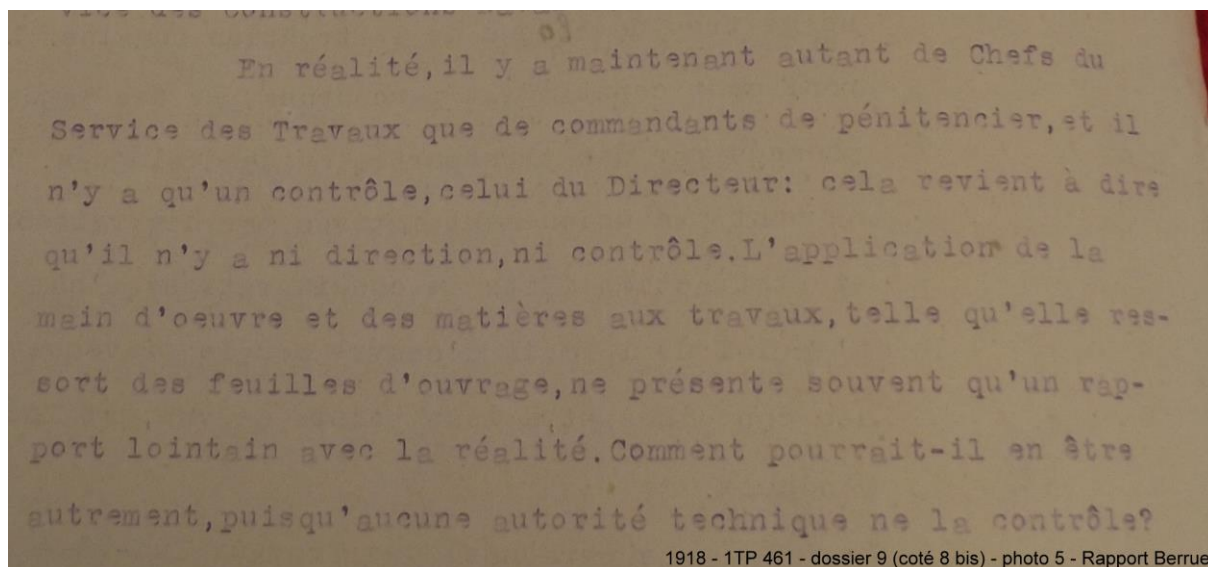 vice des Constructions
En réalité,il y a maintenant autant de Chefs du
Service des Travaux que de commandants de pénitencier,et il
n'y a qu'un contrôle,celui du Directeur: cela revient à dire
qu'il n'y a ni direction,ni contrôle.L'application de la
main d'oeuvre et des matières aux travaux,telle qu'elle res-
sort des feuilles d'ouvrage,ne présente souvent qu'un rap-
port lointain avec la réalité.Comment pourrait-il en être
autrement,puisqu'aucune autorité technique ne la contrôle?
1918 - 1TP 461 - dossier 9 (coté 8 bis) - photo 5 - Rapport Berrue